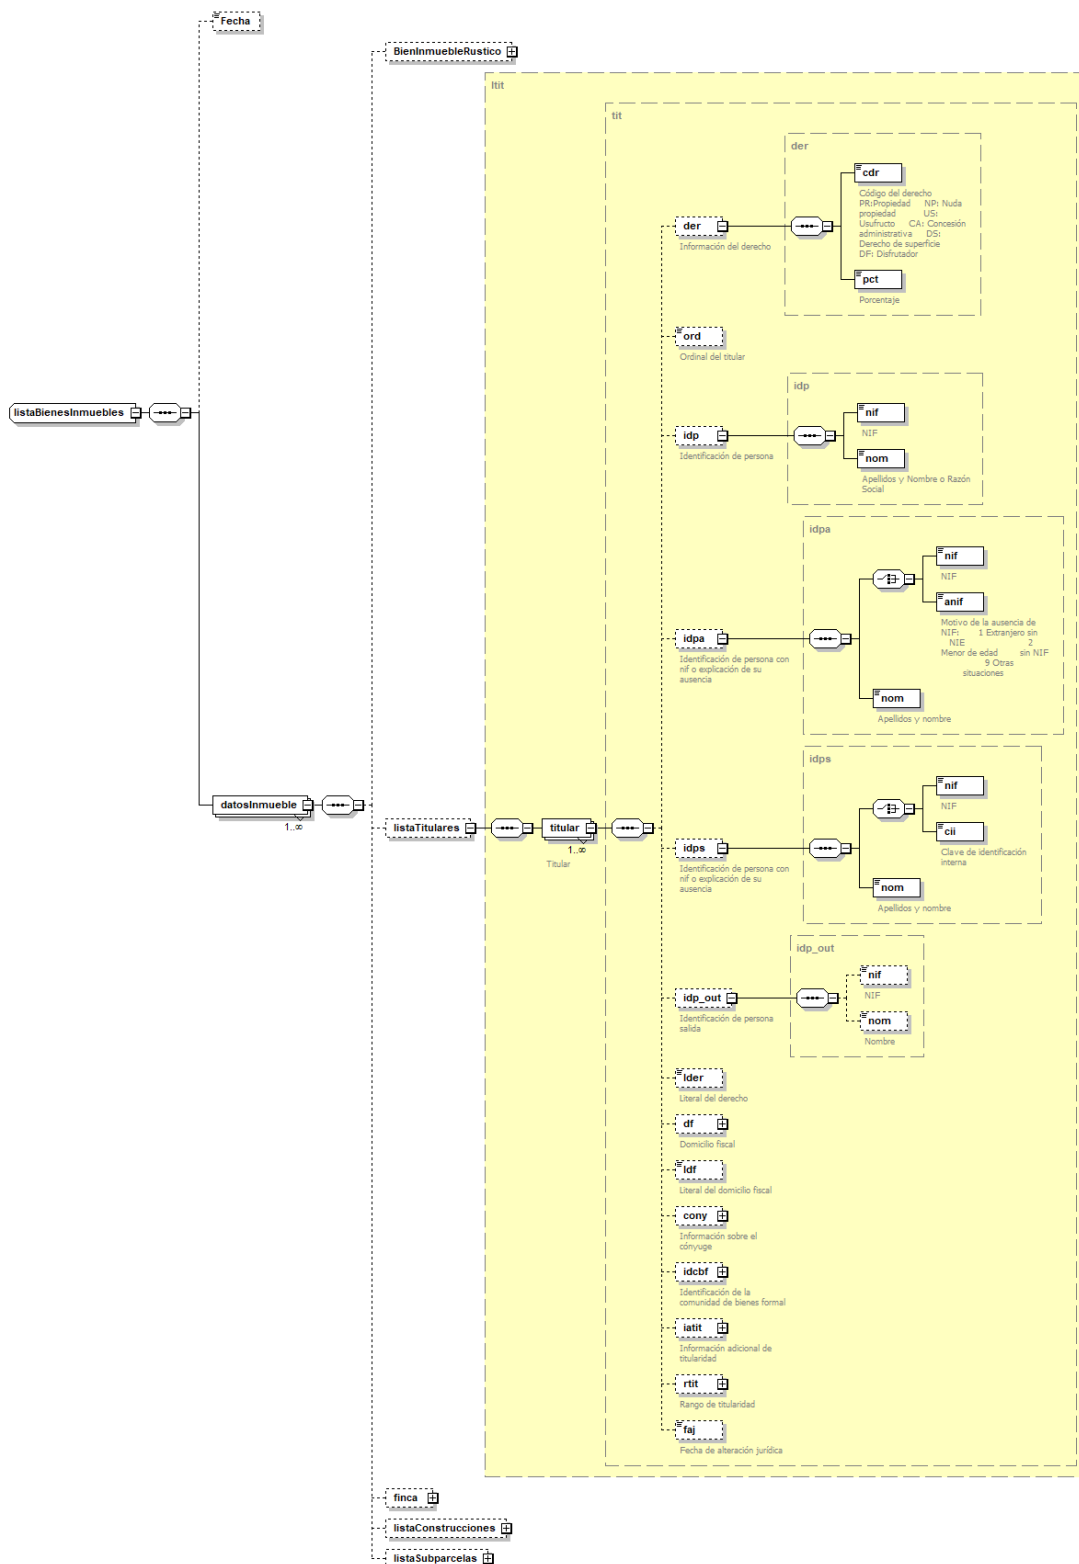 Fecha
BienInmuebleRustico
ltit
tit
der
cdr
Código del derecho
PR:Propiedad NP: Nuda
propiedad US:
Usufructo CA: Concesión
administrativa DS:
Derecho de superficie
DF: Disfrutador
der
Información del derecho
pct
Porcentaje
ord
Ordinal del titular
idp
listaBienesInmuebles
nif
NIF
idp
Identificación de persona
nom
Apellidos y Nombre o Razón
Social
idpa
nif
NIF
anif
Motivo de la ausencia de
NIF: 1 Extranjero sin
NIE 2
Menor de edad sin NIF
9 Otras
situaciones
idpa
Identificación de persona con
nif o explicación de su
ausencia
nom
Apellidos y nombre
idps
nif
NIF
datosInmueble
1..∞
listaTitulares
titular
1..∞
Titular
cii
Clave de identificación
interna
idps
Identificación de persona con
nif o explicación de su
ausencia
nom
Apellidos y nombre
idp_out
nif
NIF
idp_out
Identificación de persona
salida
nom
Nombre
lder
Literal del derecho
df
Domicilio fiscal
ldf
Literal del domicilio fiscal
cony
Información sobre el
cónyuge
idcbf
Identificación de la
comunidad de bienes formal
iatit
Información adicional de
titularidad
rtit
Rango de titularidad
faj
Fecha de alteración jurídica
finca
listaConstrucciones
listaSubparcelas